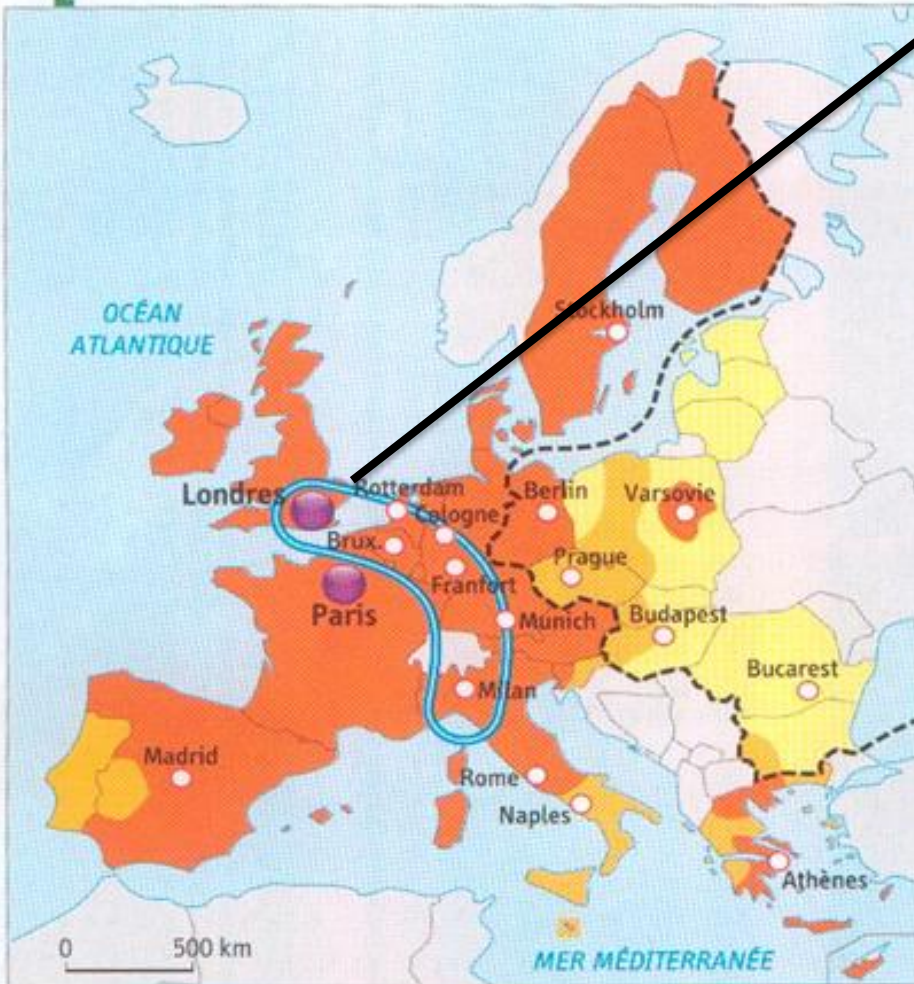 OCÉAN
ATLANTIQUE
Stockholm
Londres
Rotterdam
Cologne
Berlin
Varsovie
Brux.
Franfort
Prague
Paris
Munich
Budapest
Milan
Bucarest
Madrid
Rome
Naples
Athènes
0 500 km
MER MÉDITERRANÉE